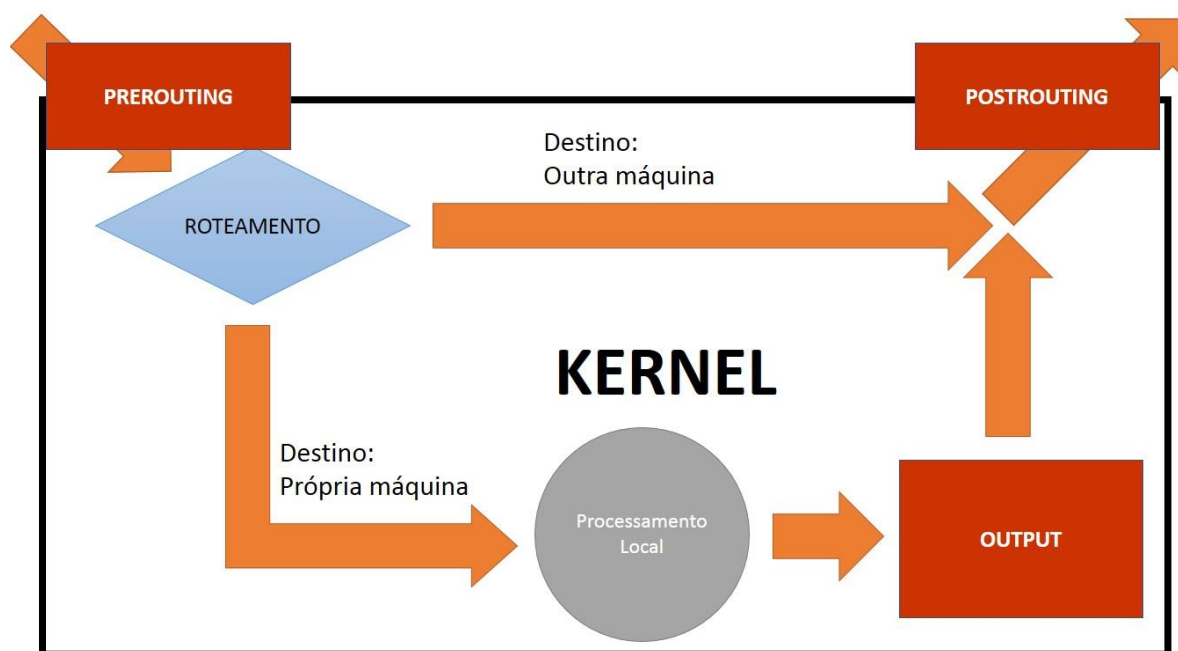 PREROUTING
POSTROUTING
Destino:
Outra máquina
ROTEAMENTO
KERNEL
Destino:
Própria máquina
Processamento
Local
OUTPUT